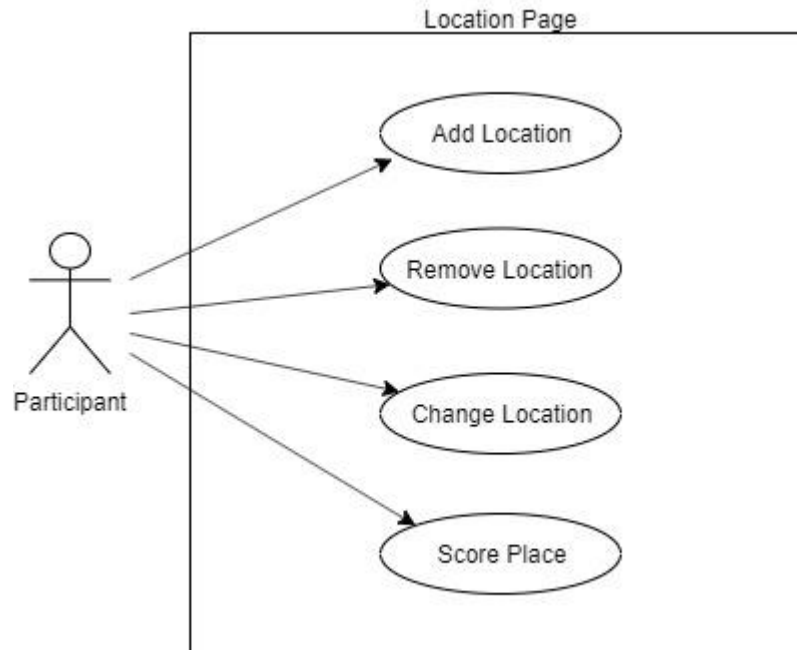 Location Page
Add Location
Remove Location
Participant
Change Location
Score Place